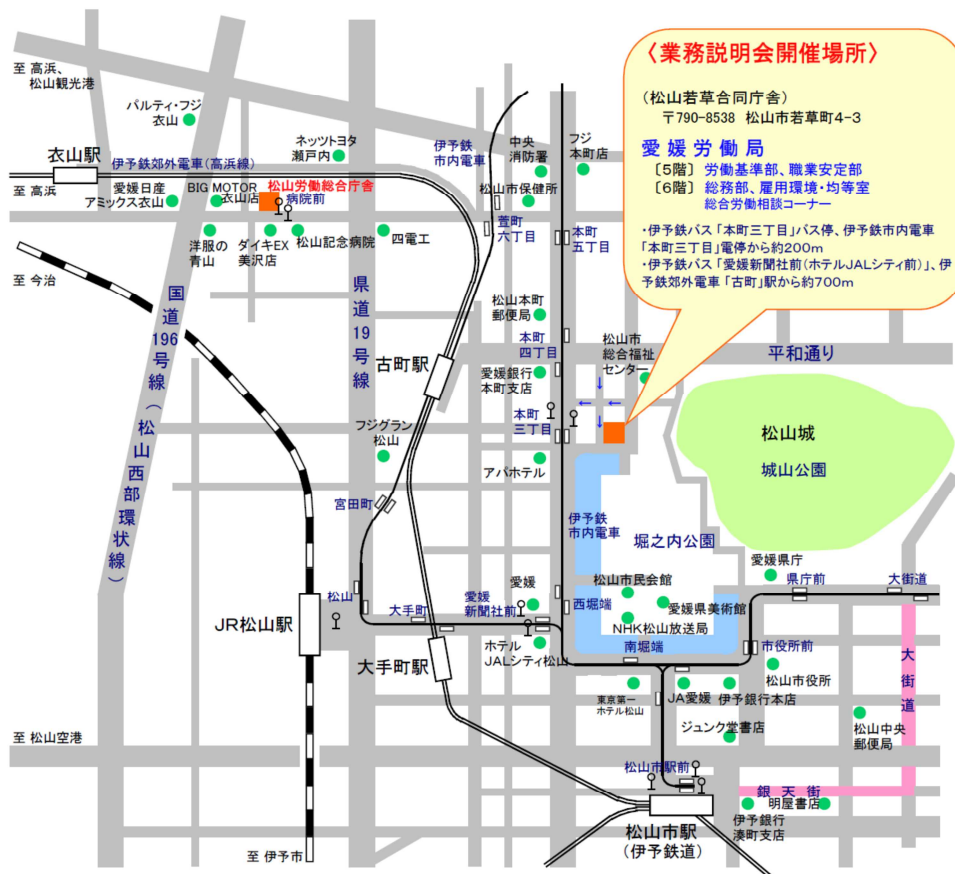 至 高浜、
松山観光港
パルティ・フジ
衣山
衣山駅
伊予鉄郊外電車(高浜線)
ネッツトヨタ
瀬戸内
伊予鉄
市内電車
中央
消防署
フジ
本町店
至 高浜
愛媛日産
アミックス衣山
BIG MOTOR
衣山店
松山労働総合庁舎
病院前
松山市保健所
洋服の
青山
ダイキEX
美沢店
松山記念病院
四電工
萱町
六丁目
本町
五丁目
〈業務説明会開催場所〉
(松山若草合同庁舎)
〒790-8538 松山市若草町4-3
愛媛労働局
〔5階〕 労働基準部、職業安定部
〔6階〕 総務部、雇用環境・均等室
総合労働相談コーナー
・伊予鉄バス「本町三丁目」バス停、伊予鉄市内電車
「本町三丁目」電停から約200m
・伊予鉄バス「愛媛新聞社前(ホテルJALシティ前)」、伊
予鉄郊外電車「古町」駅から約700m
至 今治
国道196号線(松山西部環状線)
県道19号線
松山本町
郵便局
本町
四丁目
松山市
総合福祉
センター
平和通り
古町駅
愛媛銀行
本町支店
フジグラン
松山
本町
三丁目
アパホテル
松山城
城山公園
宮田町
伊予鉄
市内電車
堀之内公園
愛媛県庁
県庁前
大街道
松山
JR松山駅
大手町
愛媛
新聞社前
愛媛
西堀端
松山市民会館
愛媛県美術館
NHK松山放送局
大手町駅
ホテル
JALシティ松山
南堀端
市役所前
松山市役所
大街道
東京第一
ホテル松山
JA愛媛
伊予銀行本店
ジュンク堂書店
松山中央
郵便局
至 松山空港
松山市駅前
銀天街
明屋書店
伊予銀行
湊町支店
松山市駅
(伊予鉄道)
至 伊予市